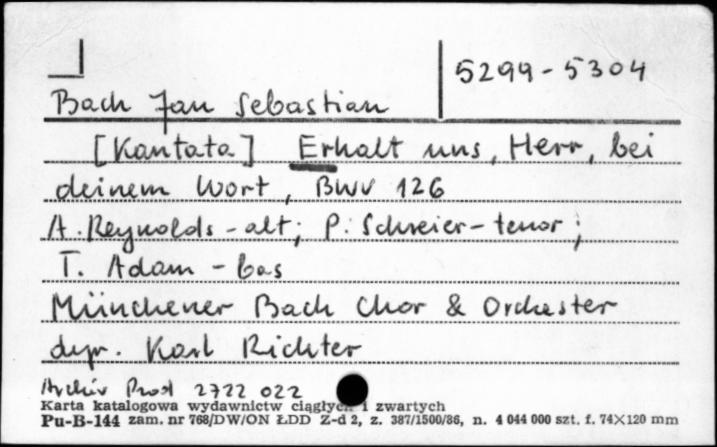 5299-5304
Bach Jan Sebastian
[Kantata] Erhalt uns, Herr, bei
deinem Wort, BWV 126
A. Reynolds - alt; P. Schreier - tenor;
T. Adam - bas
Münchener Bach Chor & Orchester
dyr. Karl Richter
Archiv Prod 2722 022
Karta katalogowa wydawnictw ciągłych i zwartych
Pu-B-144 zam. nr 768/DW/ON ŁDD Z-d 2, z. 387/1500/86, n. 4 044 000 szt. f. 74×120 mm